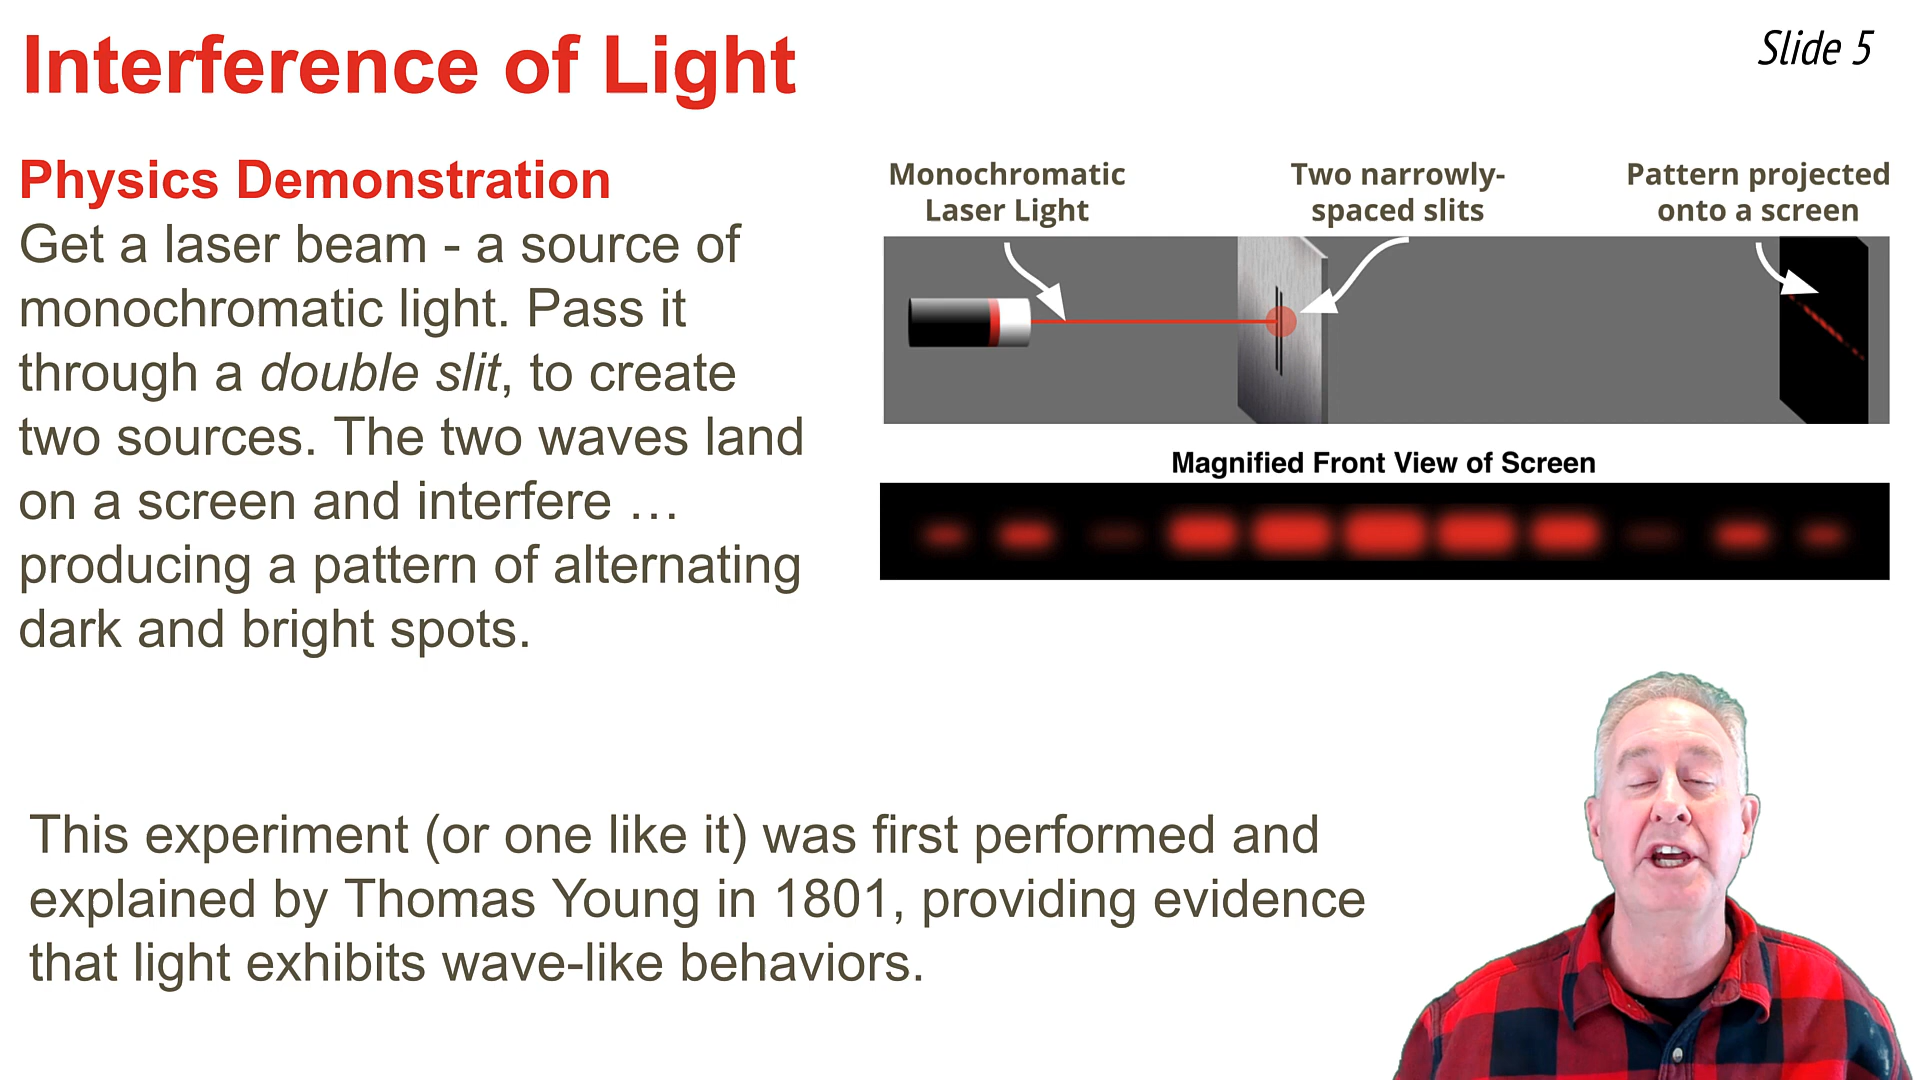 Interference of Light
Slide 5
Physics Demonstration
Get a laser beam - a source of
monochromatic light. Pass it
through a double slit, to create
two sources. The two waves land
on a screen and interfere …
producing a pattern of alternating
dark and bright spots.
Monochromatic
Laser Light
Two narrowly-
spaced slits
Pattern projected
onto a screen
Magnified Front View of Screen
This experiment (or one like it) was first performed and
explained by Thomas Young in 1801, providing evidence
that light exhibits wave-like behaviors.